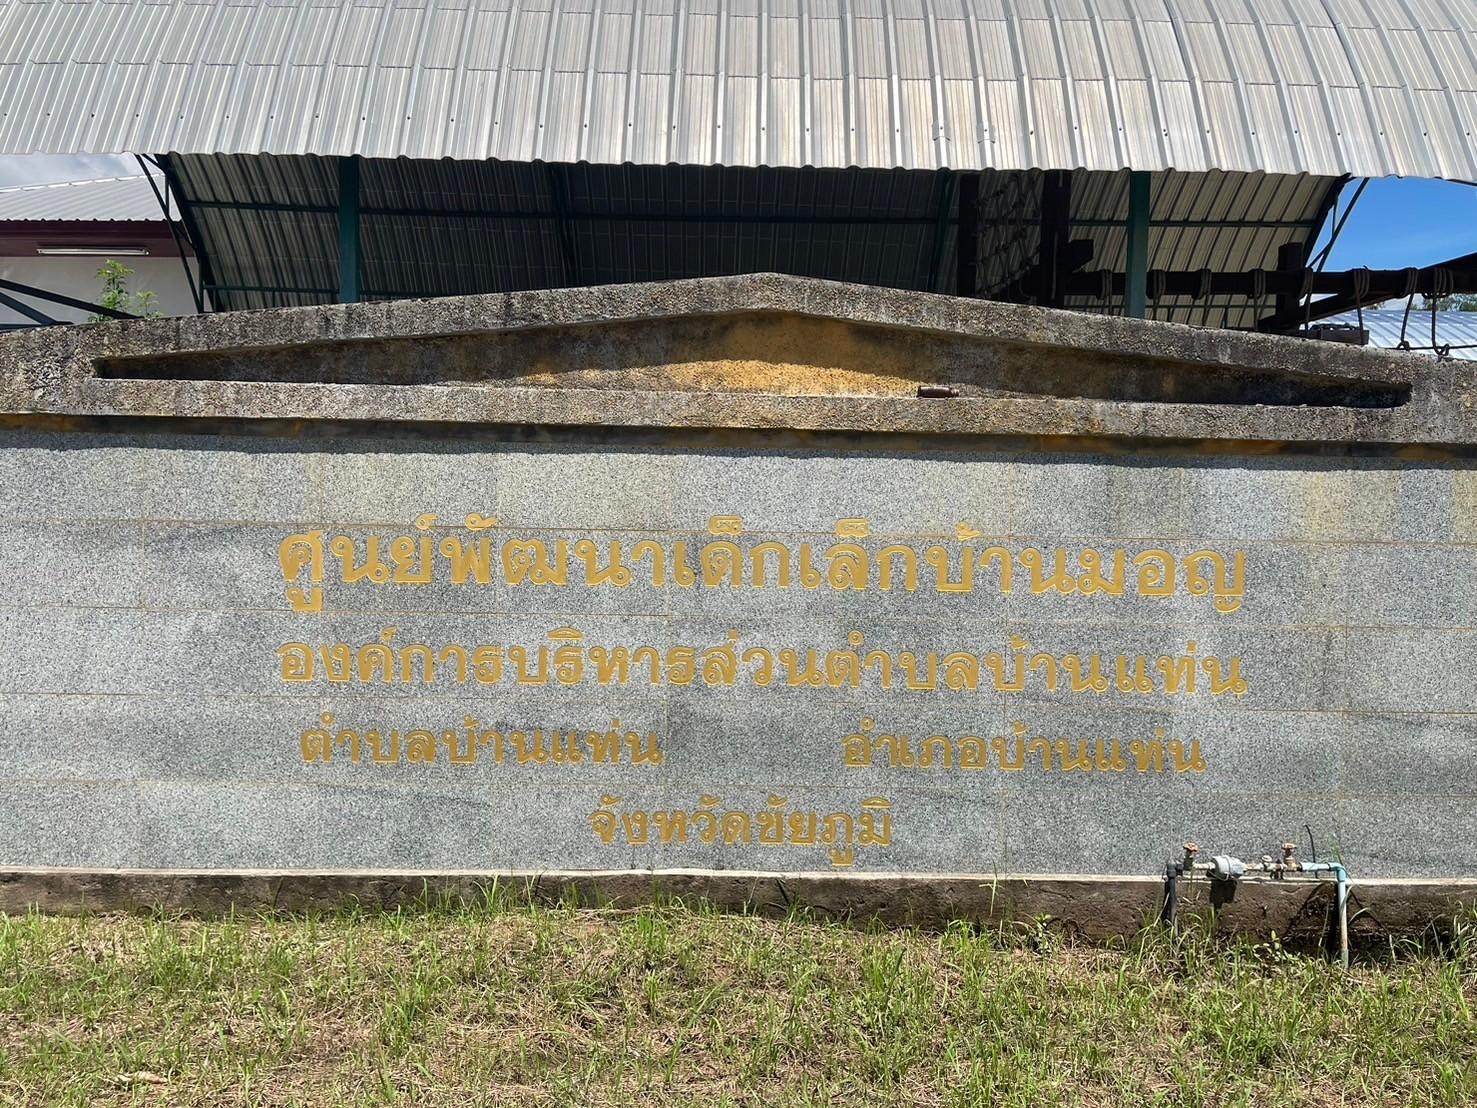 ศูนย์พัฒนาเด็กเล็กบ้านมอญ
องค์การบริหารส่วนตำบลบ้านแท่น
ตำบลบ้านแท่น อำเภอบ้านแท่น
จังหวัดชัยภูมิ